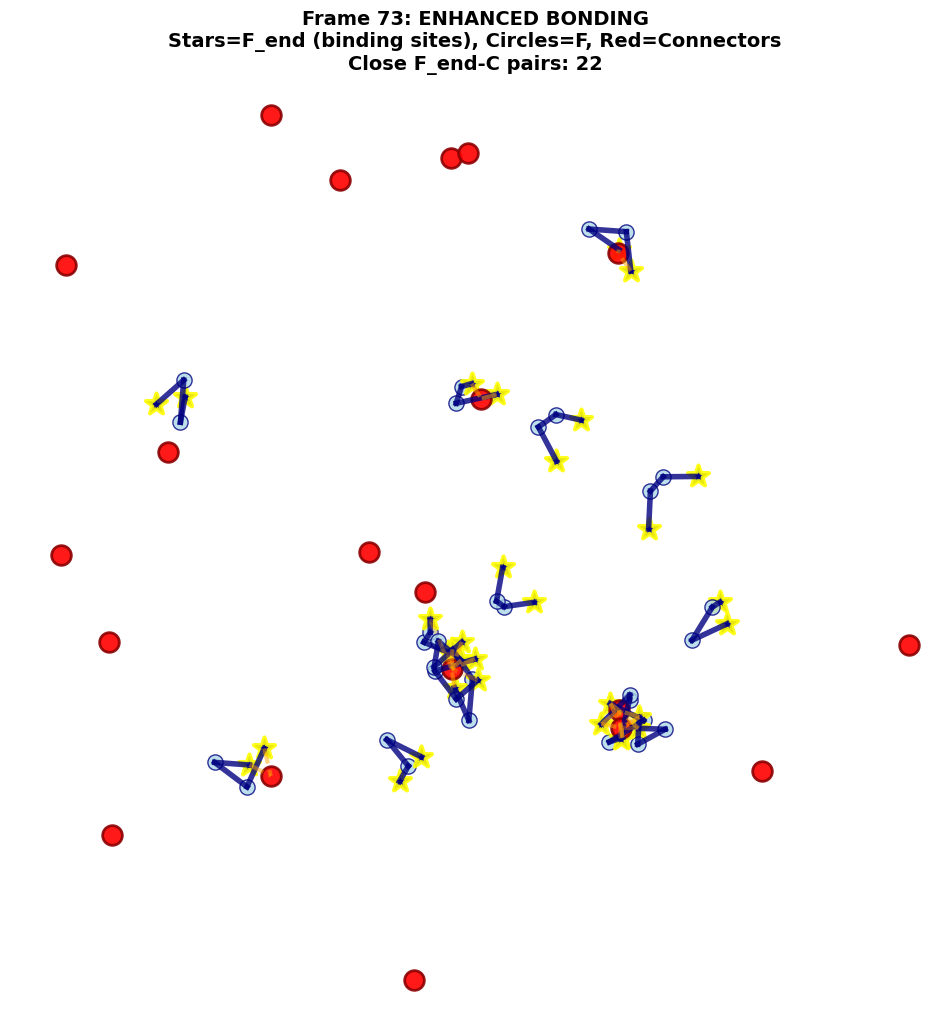 Frame 73: ENHANCED BONDING
Stars=F_end (binding sites), Circles=F, Red=Connectors
Close F_end-C pairs: 22